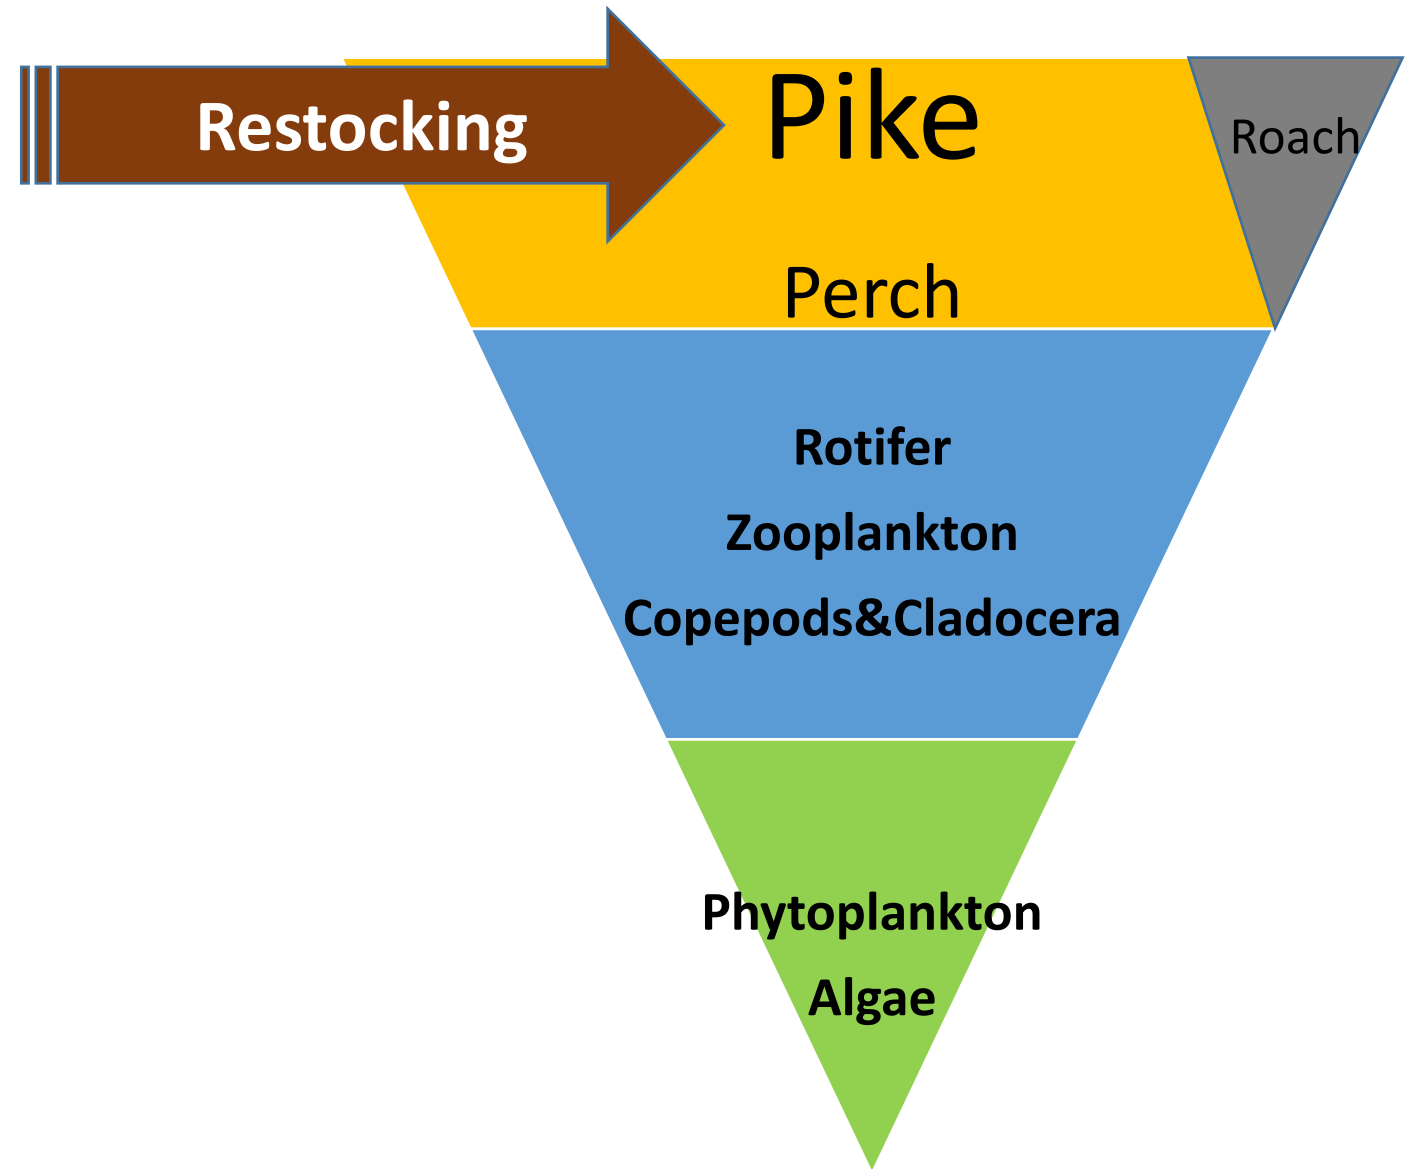 Restocking
Pike
Roach
Perch
Rotifer
Zooplankton
Copepods&Cladocera
Phytoplankton
Algae